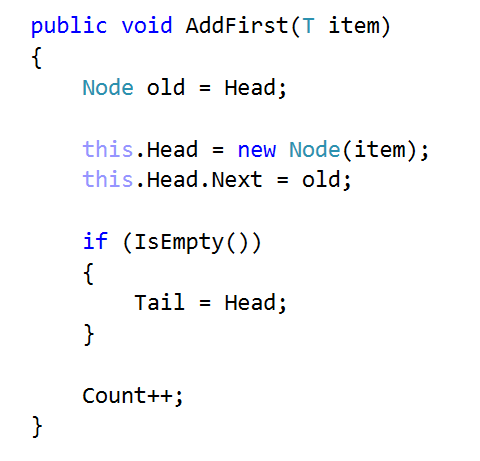 public void AddFirst(T item)
{
    Node old = Head;

    this.Head = new Node(item);
    this.Head.Next = old;

    if (IsEmpty())
    {
        Tail = Head;
    }

    Count++;
}